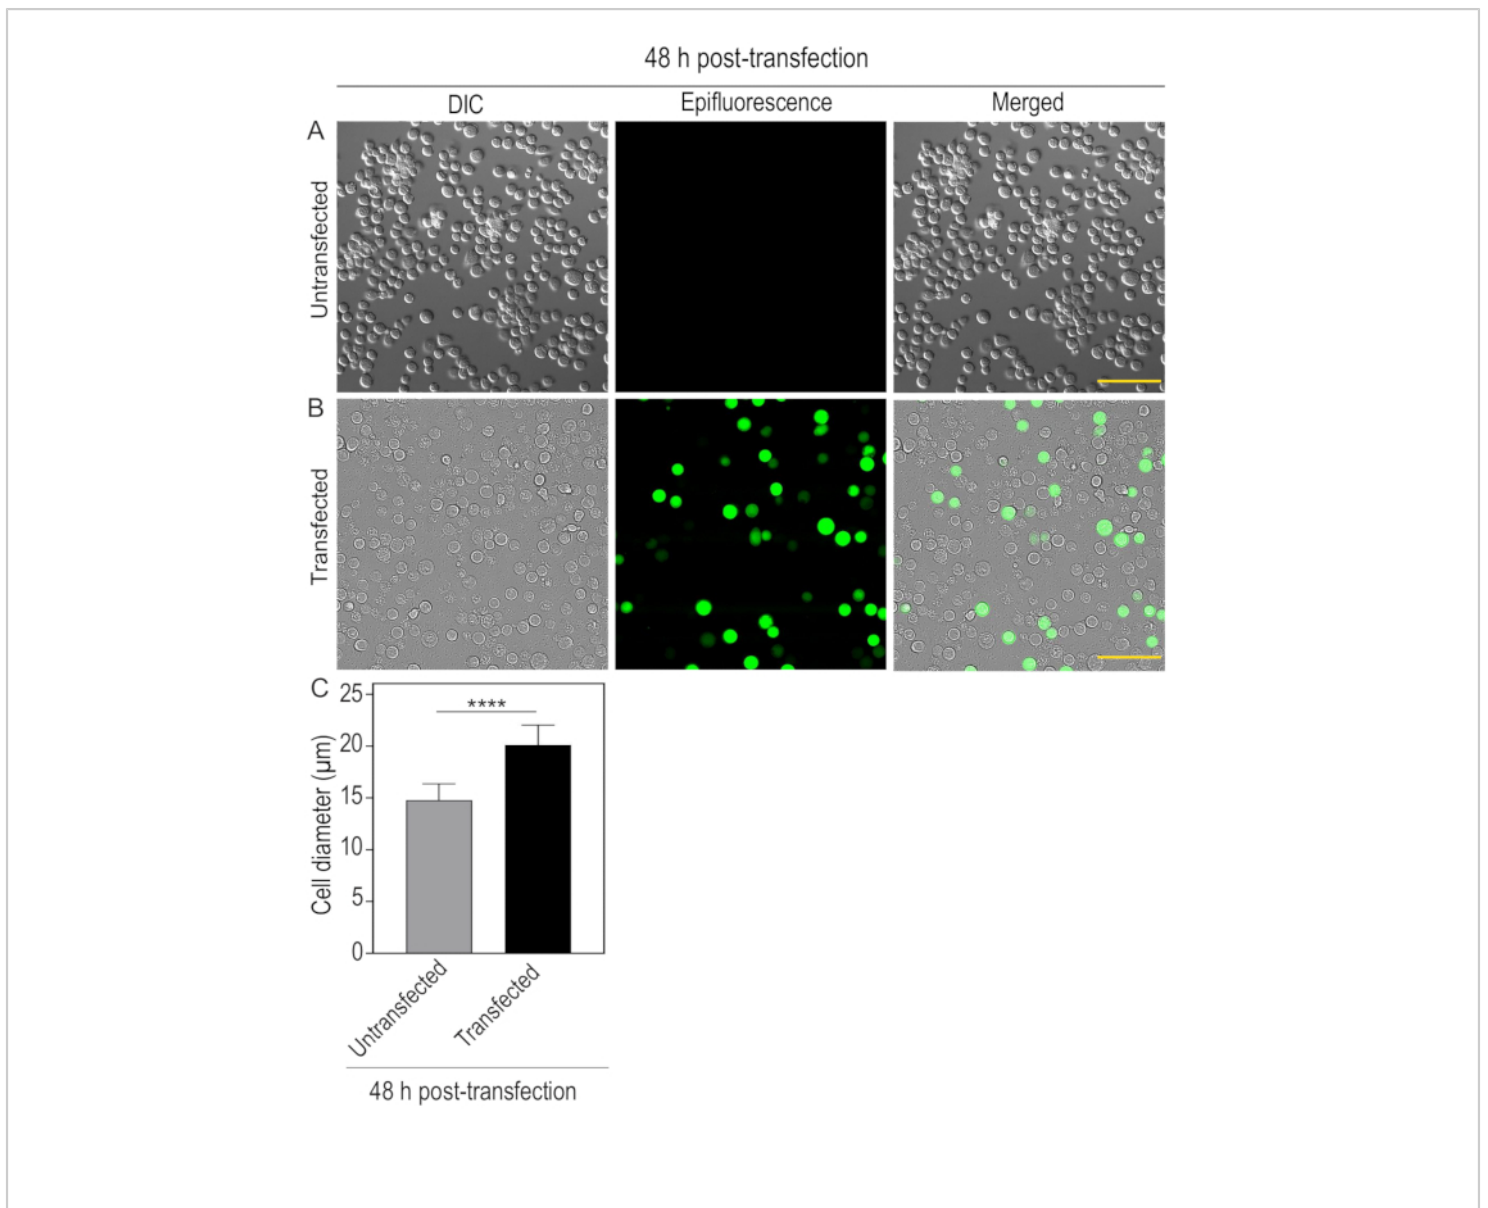 48 h post-transfection
DIC Epifluorescence Merged
A
Untransfected
B
Transfected
C
25
20
15
10
5
0
Cell diameter (µm)
****
Untransfected
Transfected
48 h post-transfection